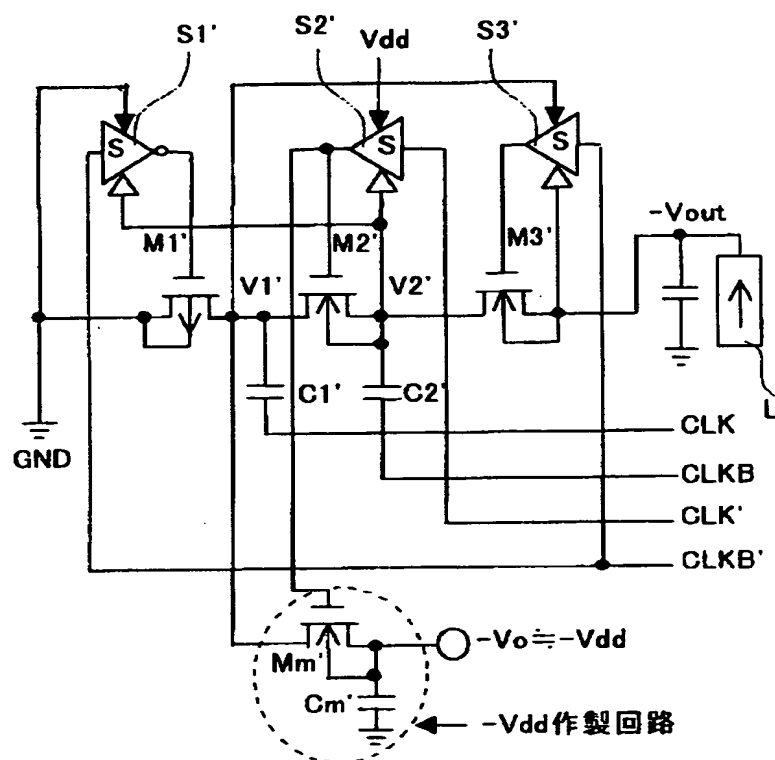 S1' S2' Vdd S3'
S S S
-Vout
M1' M2' M3'
V1' V2'
C1' C2' L
CLK
GND
CLKB
CLK'
CLKB'
-Vo≒-Vdd
Mm'
Cm'
-Vdd作製回路